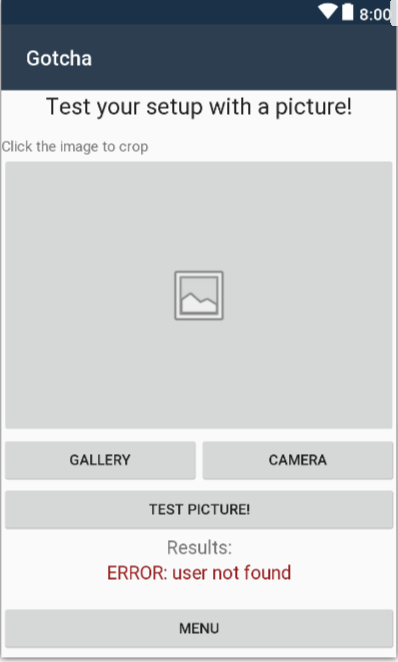 8:00
Gotcha
Test your setup with a picture!
Click the image to crop
GALLERY
CAMERA
TEST PICTURE!
Results:
ERROR: user not found
MENU